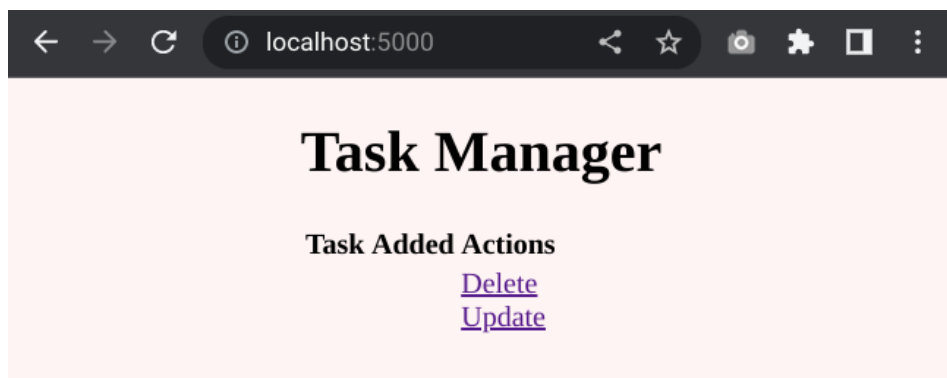 localhost:5000
Task Manager
Task Added Actions
Delete
Update